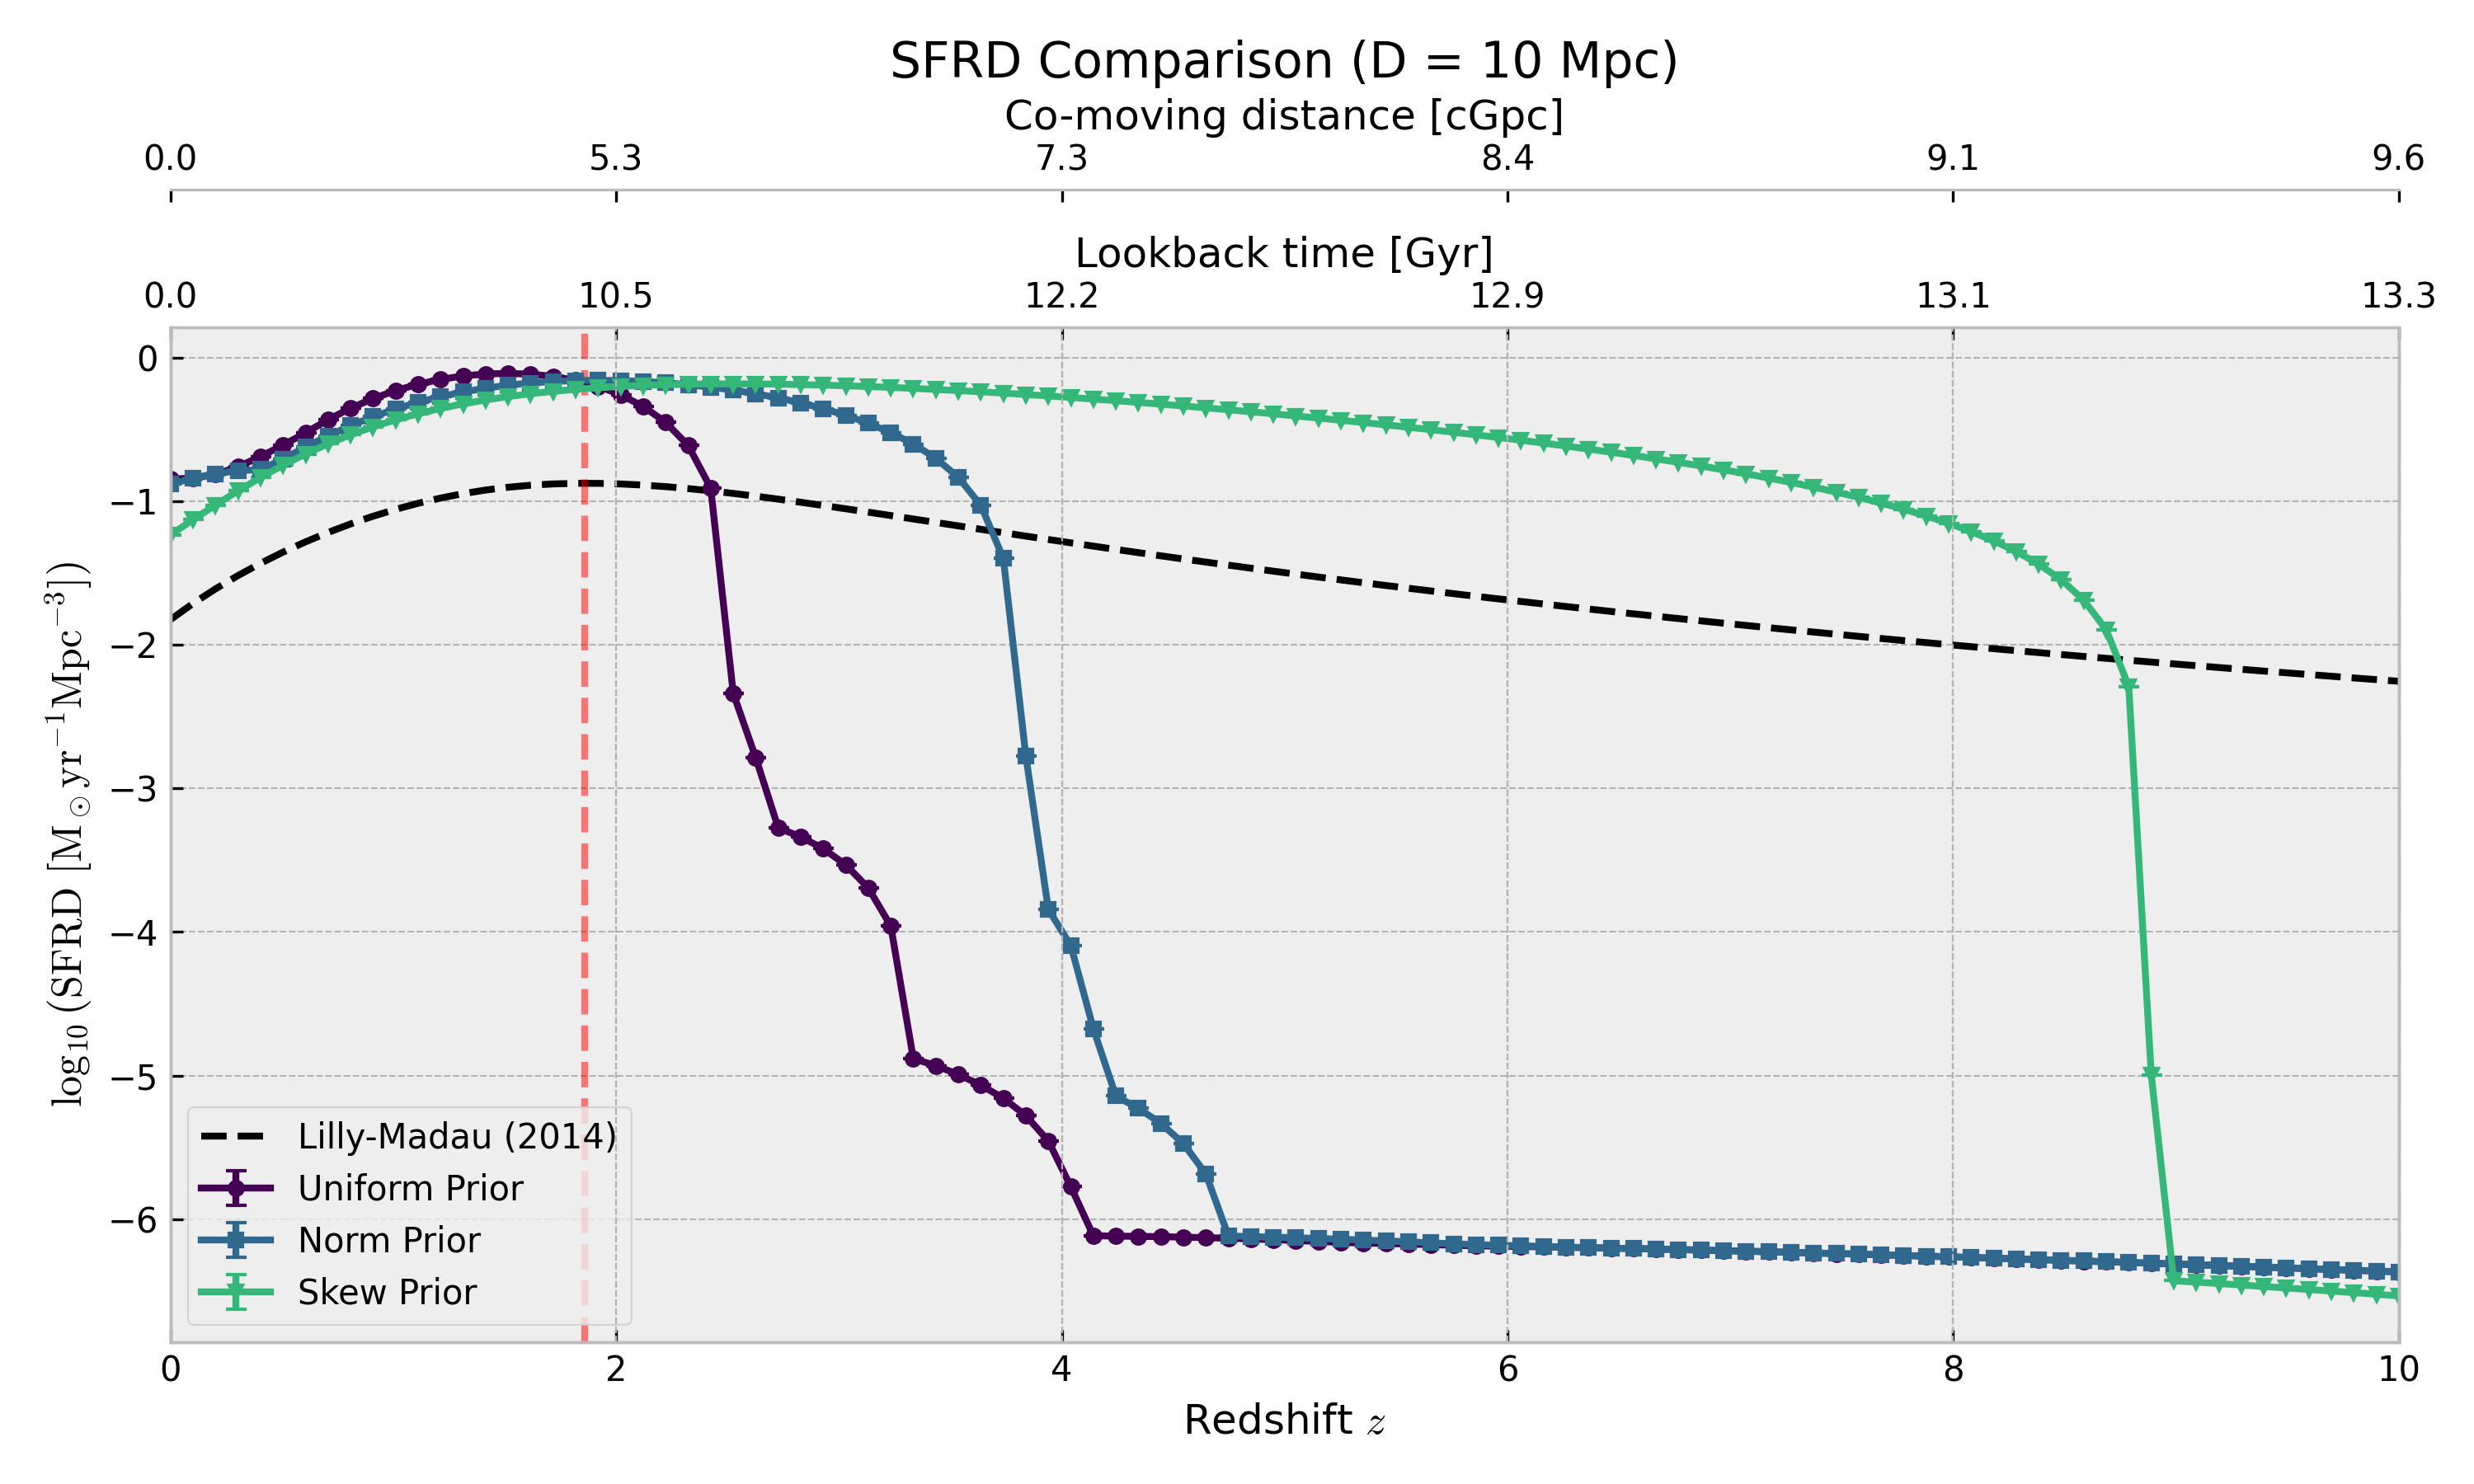 SFRD Comparison (D = 10 Mpc)
Co-moving distance [cGpc]
0.0 5.3 7.3 8.4 9.1 9.6
Lookback time [Gyr]
0.0 10.5 12.2 12.9 13.1 13.3
0
−1
−2
−3
−4
−5
−6
log₁₀(SFRD [M⊙yr⁻¹Mpc⁻³])
Lilly-Madau (2014)
Uniform Prior
Norm Prior
Skew Prior
0 2 4 6 8 10
Redshift z